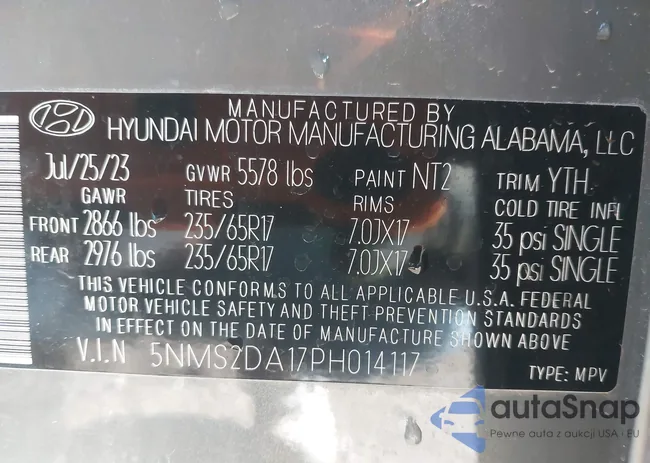 MANUFACTURED BY
HYUNDAI MOTOR MANUFACTURING ALABAMA, LLC
Jul/25/23 GVWR 5578 lbs PAINT NT2 TRIM YTH
GAWR TIRES RIMS COLD TIRE INFL
FRONT 2866 lbs 235/65R17 7.0JX17 35 psi SINGLE
REAR 2976 lbs 235/65R17 7.0JX17 35 psi SINGLE
THIS VEHICLE CONFORMS TO ALL APPLICABLE U.S.A. FEDERAL
MOTOR VEHICLE SAFETY AND THEFT PREVENTION STANDARDS
IN EFFECT ON THE DATE OF MANUFACTURE SHOWN ABOVE
V.I.N 5NMS2DA17PH014117
TYPE: MPV
autaSnap
Pewne auta z aukcji USA · EU